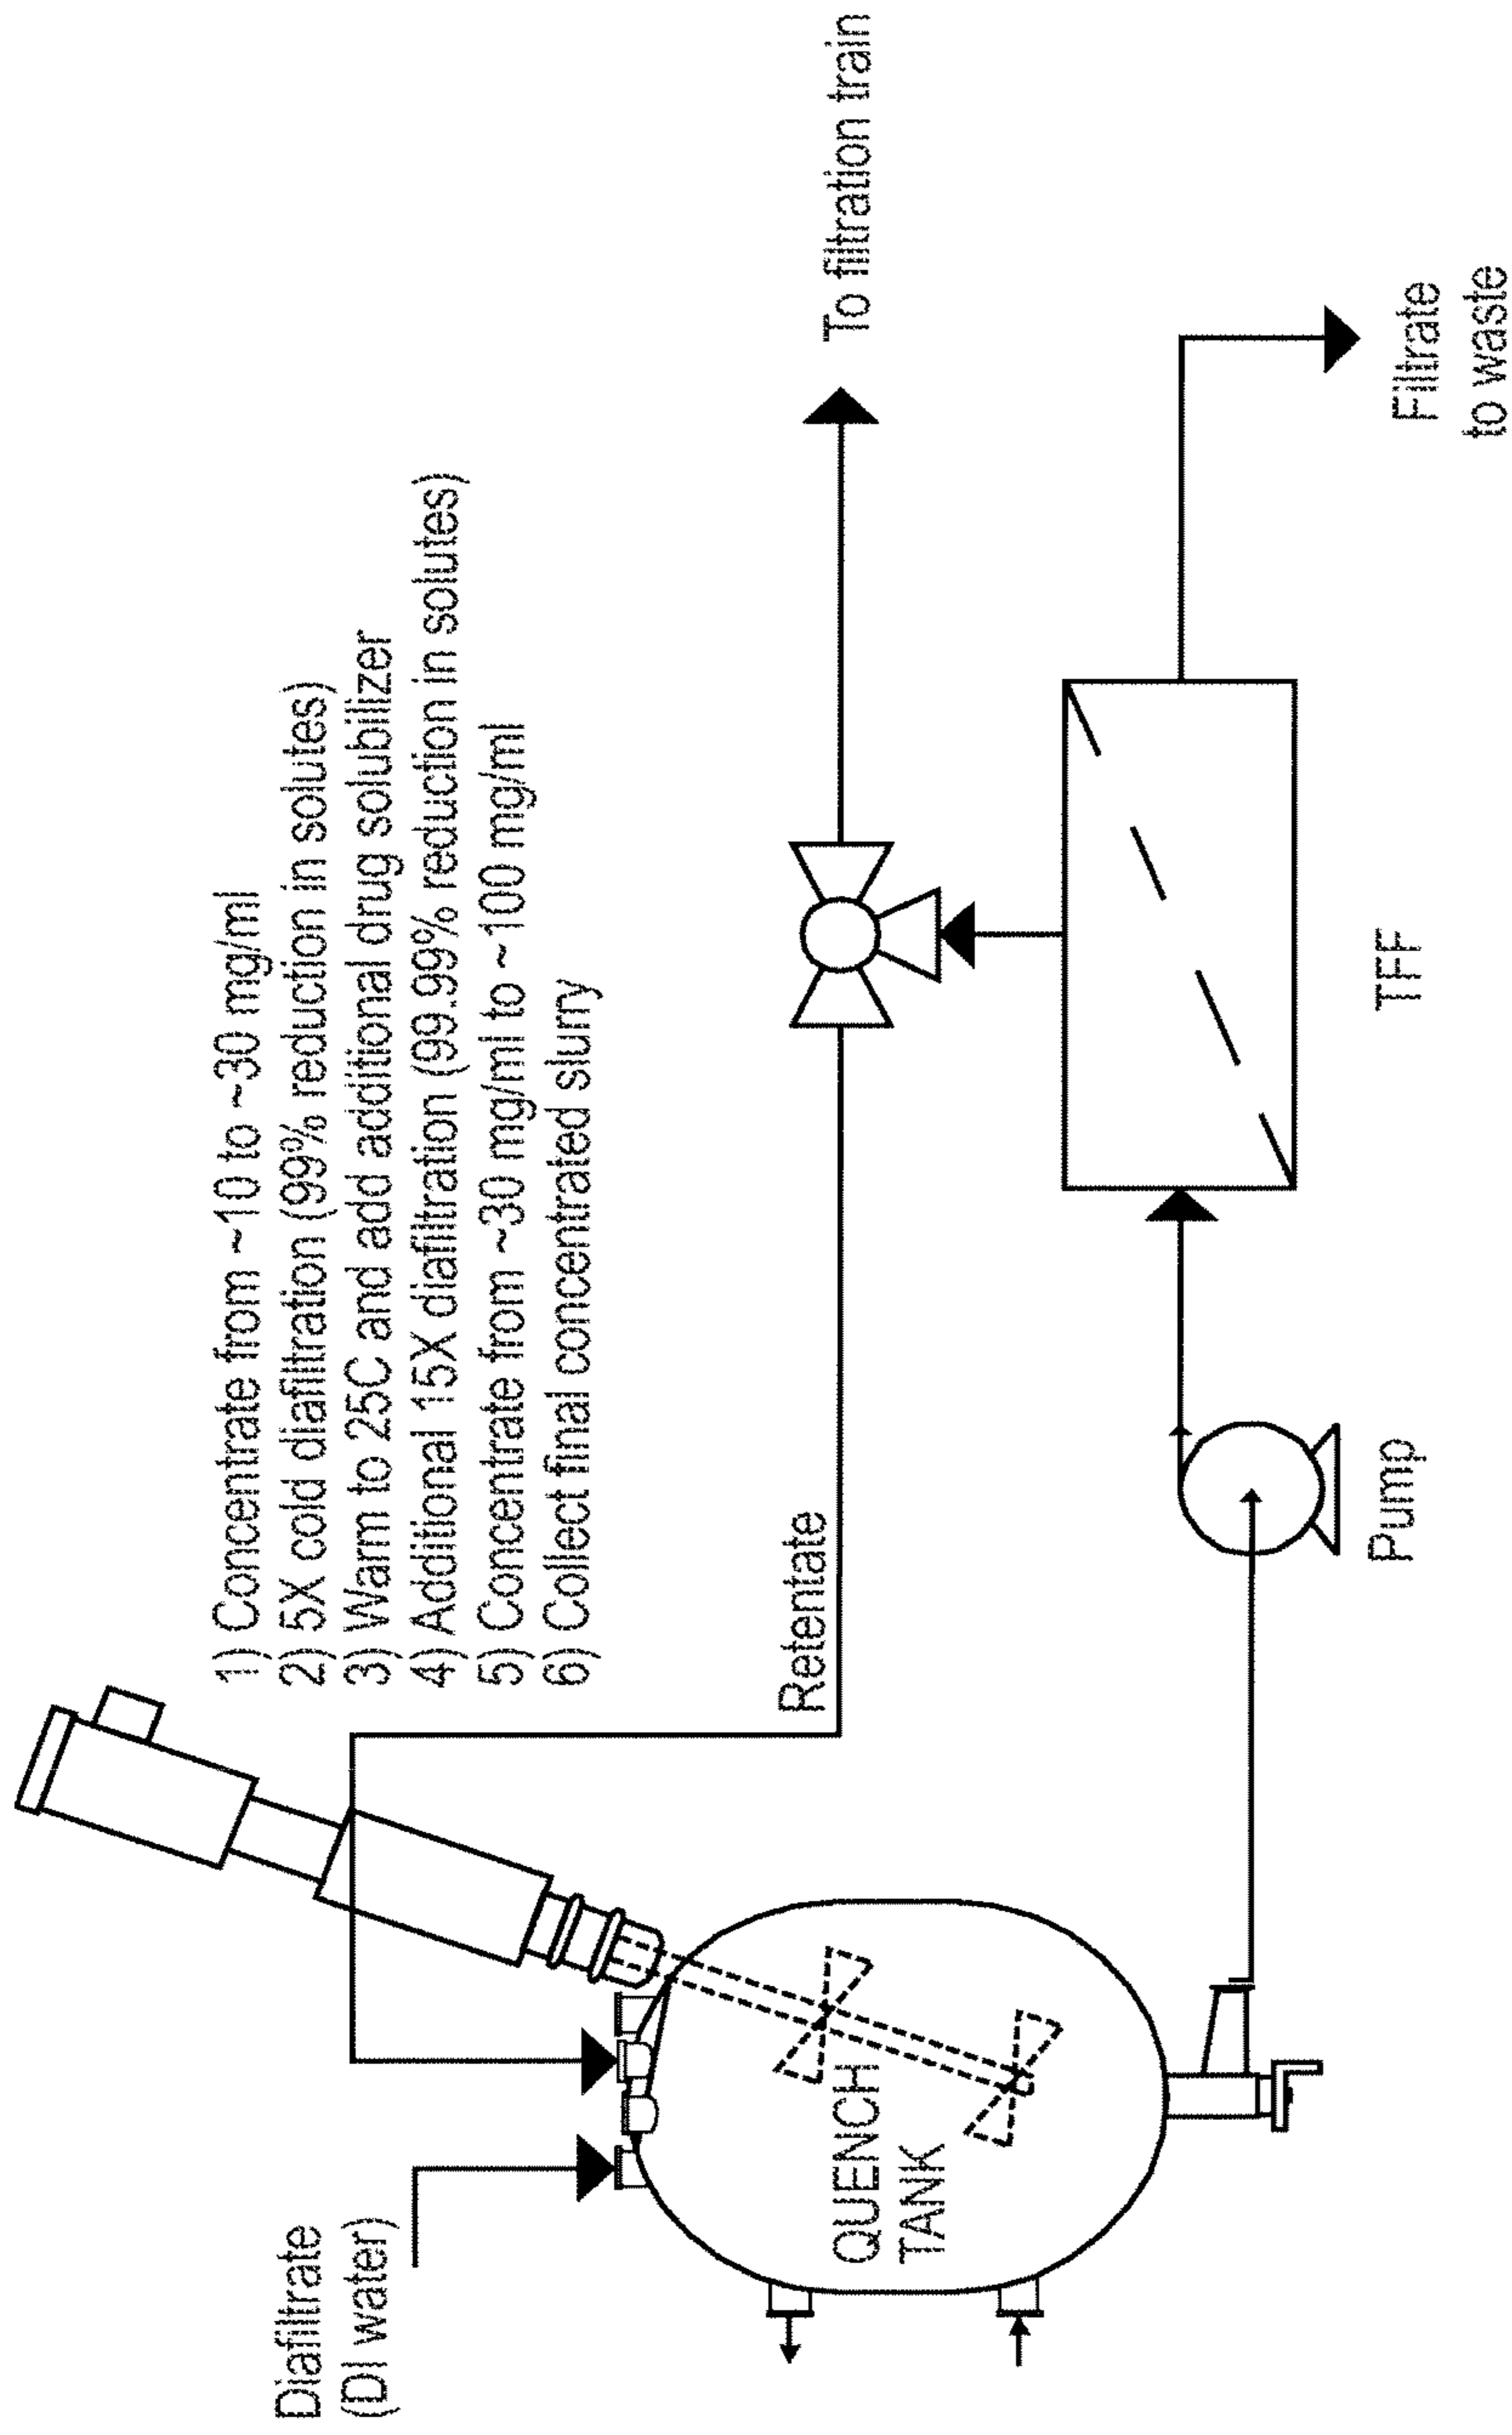 1) Concentrate from ~10 to ~30 mg/ml
2) 5X cold diafiltration (99% reduction in solutes)
3) Warm to 25C and add additional drug solubilizer
4) Additional 15X diafiltration (99.99% reduction in solutes)
5) Concentrate from ~30 mg/ml to ~100 mg/ml
6) Collect final concentrated slurry
Diafiltrate
(DI water)
Retentate
To filtration train
QUENCH
TANK
Pump
TFF
Filtrate
to waste